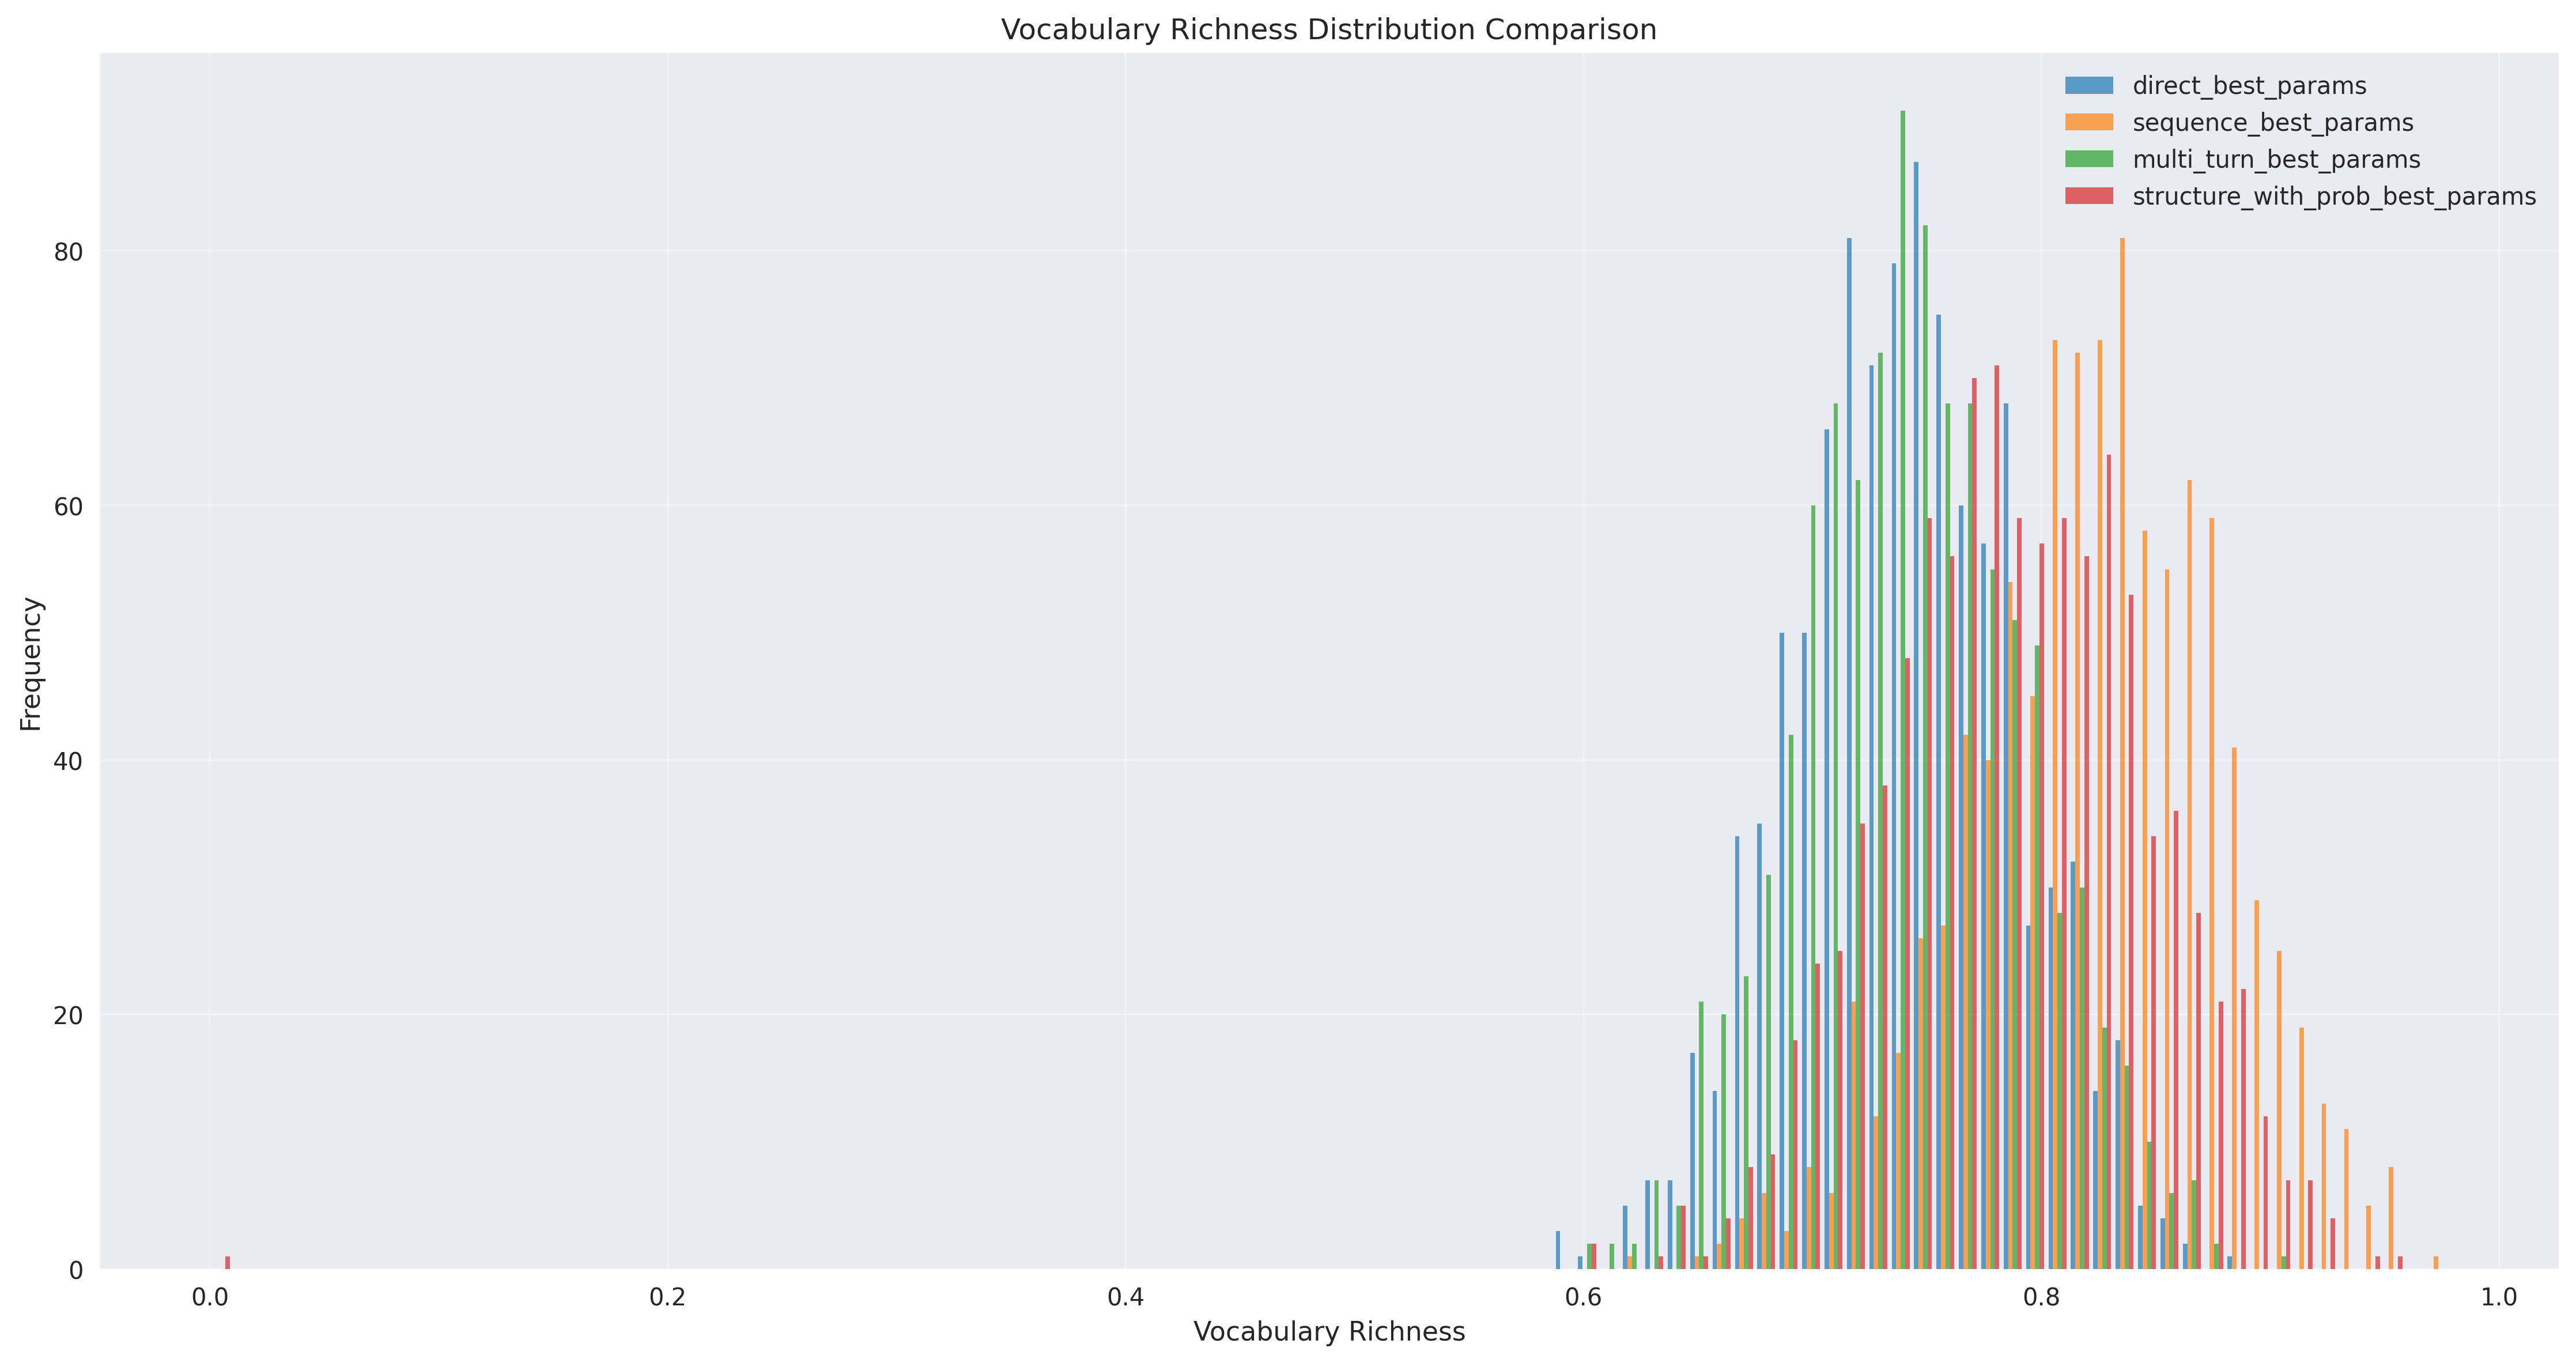 Vocabulary Richness Distribution Comparison
direct_best_params
sequence_best_params
multi_turn_best_params
structure_with_prob_best_params
Frequency
80
60
40
20
0
0.0 0.2 0.4 0.6 0.8 1.0
Vocabulary Richness